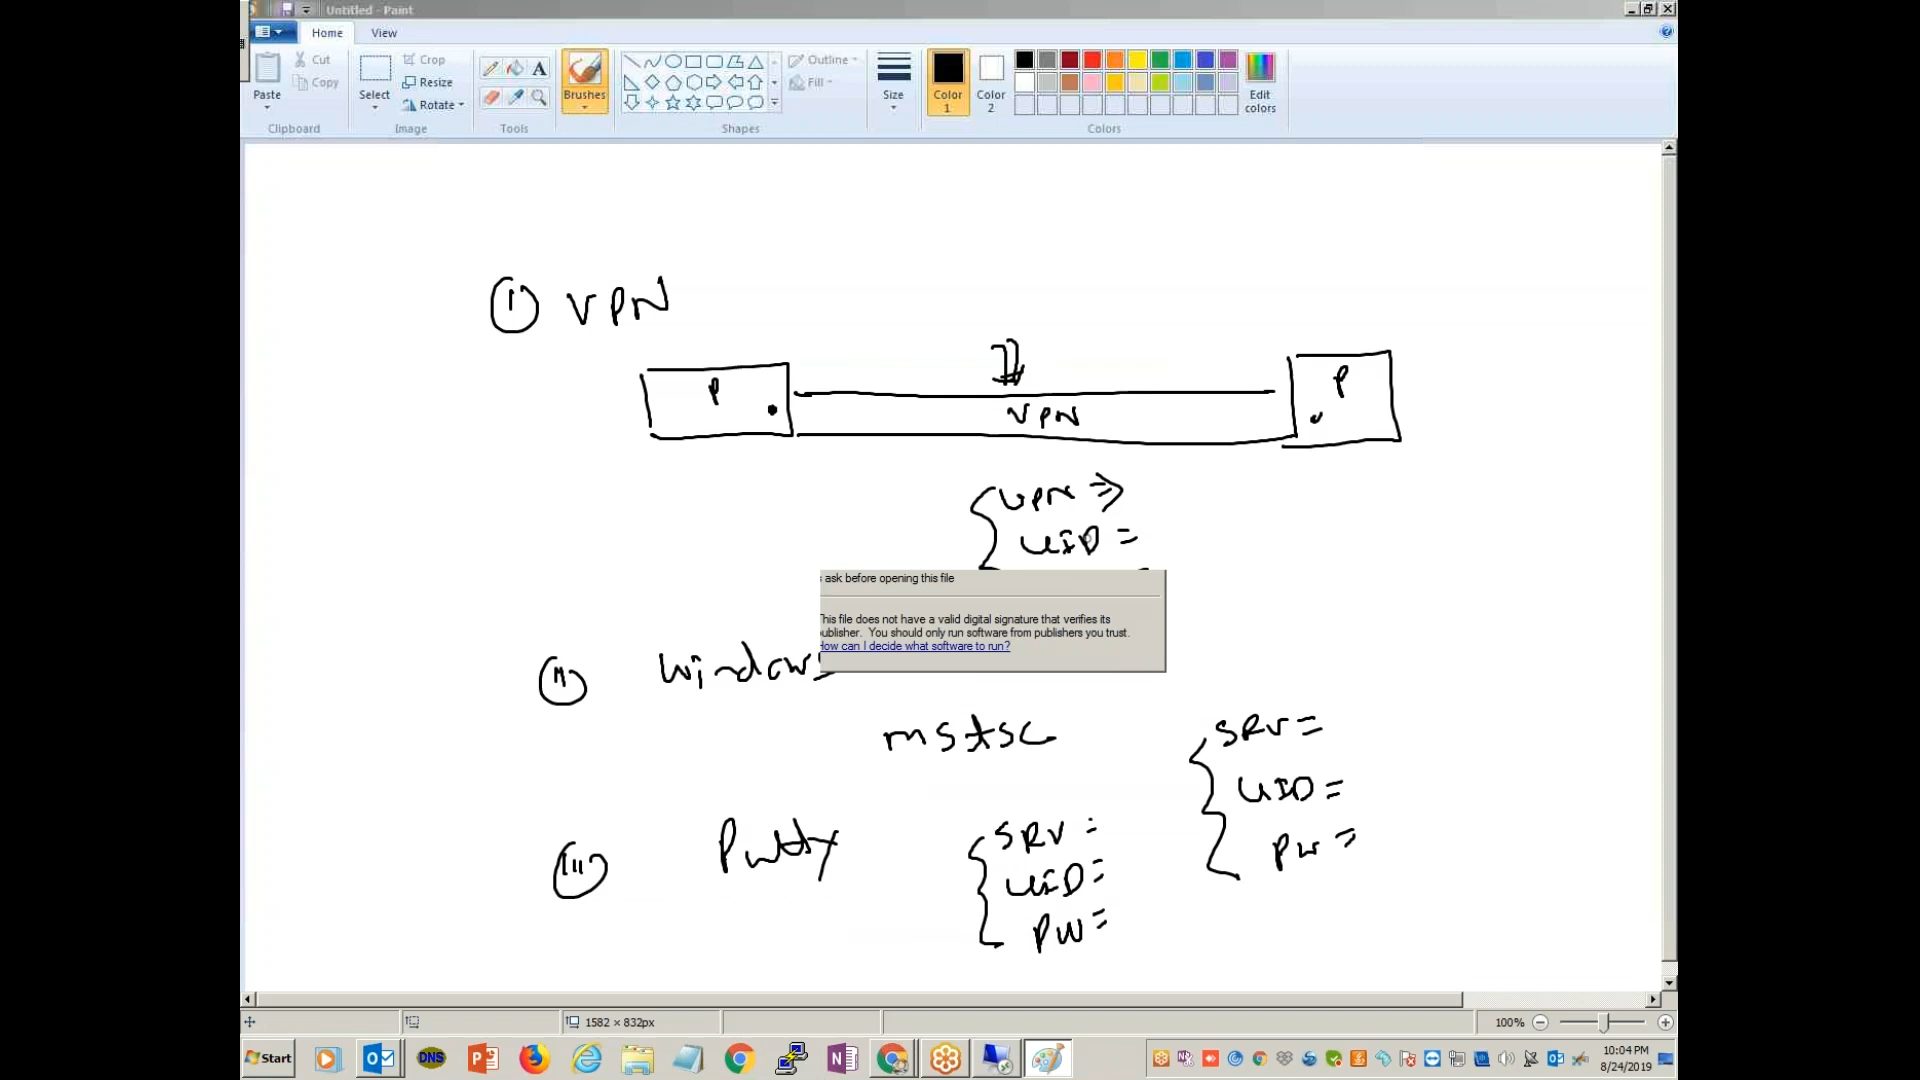 Untitled - Paint
Home View
Paste
Cut
Copy
Clipboard
Select
Crop
Resize
Rotate
Image
Tools
Brushes
Outline
Fill
Shapes
Size
Color 1
Color 2
Edit colors
Colors
I VPN
P
P
VPN
VPN =>
UID =
ask before opening this file
This file does not have a valid digital signature that verifies its
publisher. You should only run software from publishers you trust.
How can I decide what software to run?
II windows
mstsc
SRV =
UID =
PW =
III Putty
SRV =
UID =
PW =
1582 × 832px
100%
Start
DNS
10:04 PM
8/24/2019